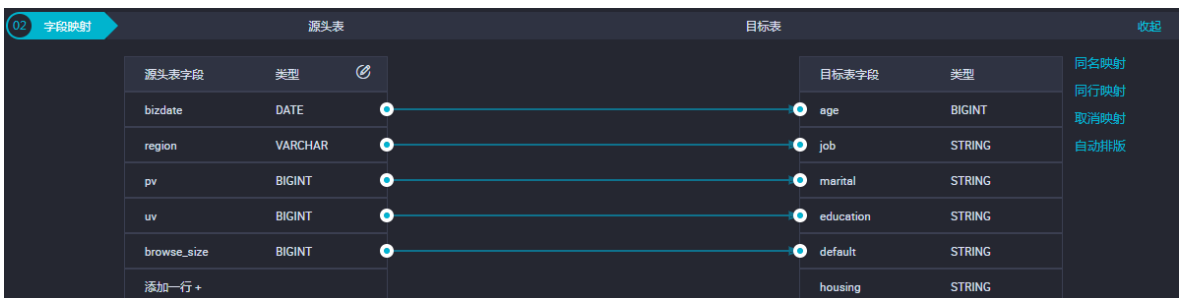 02 字段映射 源头表 目标表 收起
源头表字段 类型 目标表字段 类型 同名映射
同行映射
bizdate DATE age BIGINT 取消映射
region VARCHAR job STRING 自动排版
pv BIGINT marital STRING
uv BIGINT education STRING
browse_size BIGINT default STRING
添加一行 + housing STRING